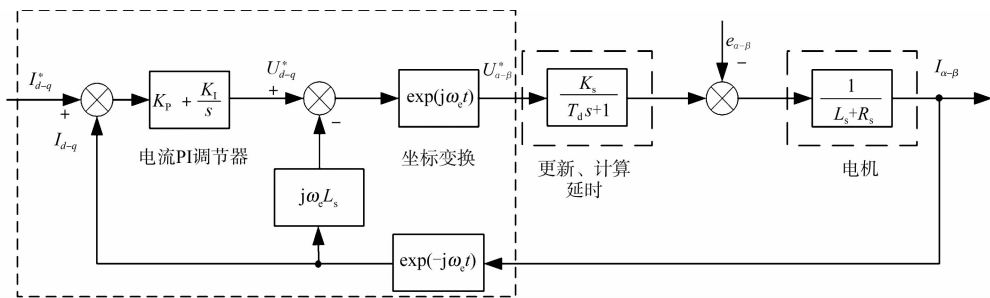 I*d-q
+
Id-q
KP + KI/s
电流PI调节器
U*d-q
+
−
jωeLs
exp(jωet)
坐标变换
exp(−jωet)
U*α-β
Ks/(Tds+1)
更新、计算
延时
eα-β
−
1/(Ls+Rs)
电机
Iα-β